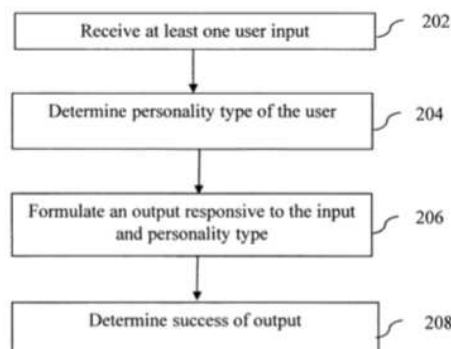 Receive at least one user input
202
Determine personality type of the user
204
Formulate an output responsive to the input
and personality type
206
Determine success of output
208